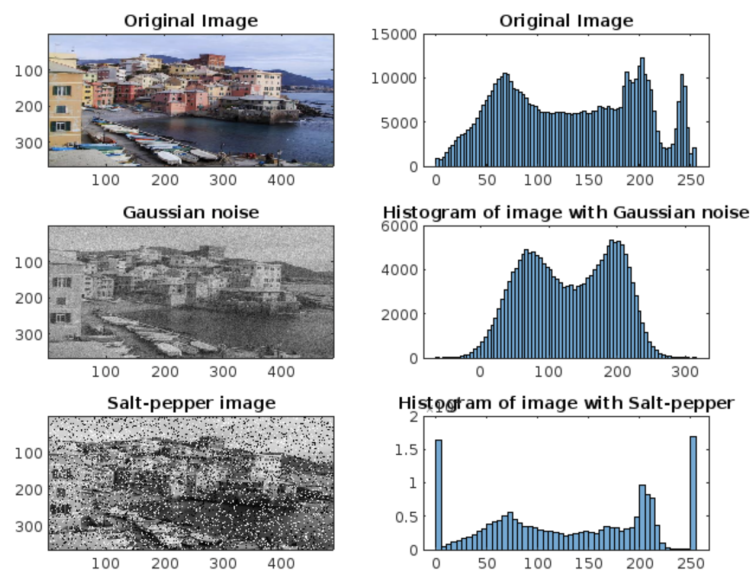 Original Image
100
200
300
100 200 300 400
Original Image
15000
10000
5000
0
0 50 100 150 200 250
Gaussian noise
100
200
300
100 200 300 400
Histogram of image with Gaussian noise
6000
4000
2000
0
0 100 200 300
Salt-pepper image
100
200
300
100 200 300 400
Histogram of image with Salt-pepper
2
1.5
1
0.5
0
0 50 100 150 200 250